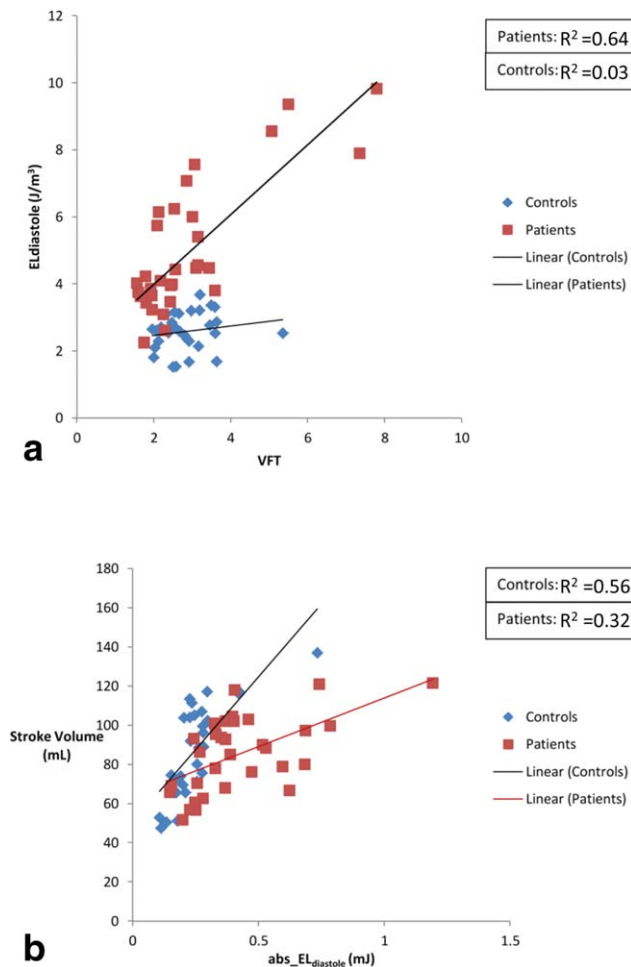 Patients: R²=0.64
Controls: R²=0.03
12
10
8
6
4
2
0
ELdiastole (J/m³)
0 2 4 6 8 10
VFT
Controls
Patients
Linear (Controls)
Linear (Patients)
a
Controls: R²=0.56
Patients: R²=0.32
180
160
140
120
100
80
60
40
20
0
Stroke Volume
(mL)
0 0.5 1 1.5
abs_ELdiastole (mJ)
Controls
Patients
Linear (Controls)
Linear (Patients)
b